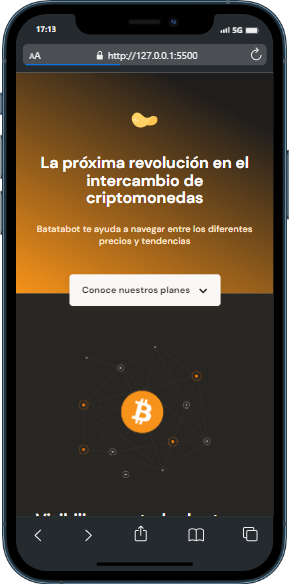 17:13
5G
AA
http://127.0.0.1:5500
La próxima revolución en el
intercambio de
criptomonedas
Batatabot te ayuda a navegar entre los diferentes
precios y tendencias
Conoce nuestros planes